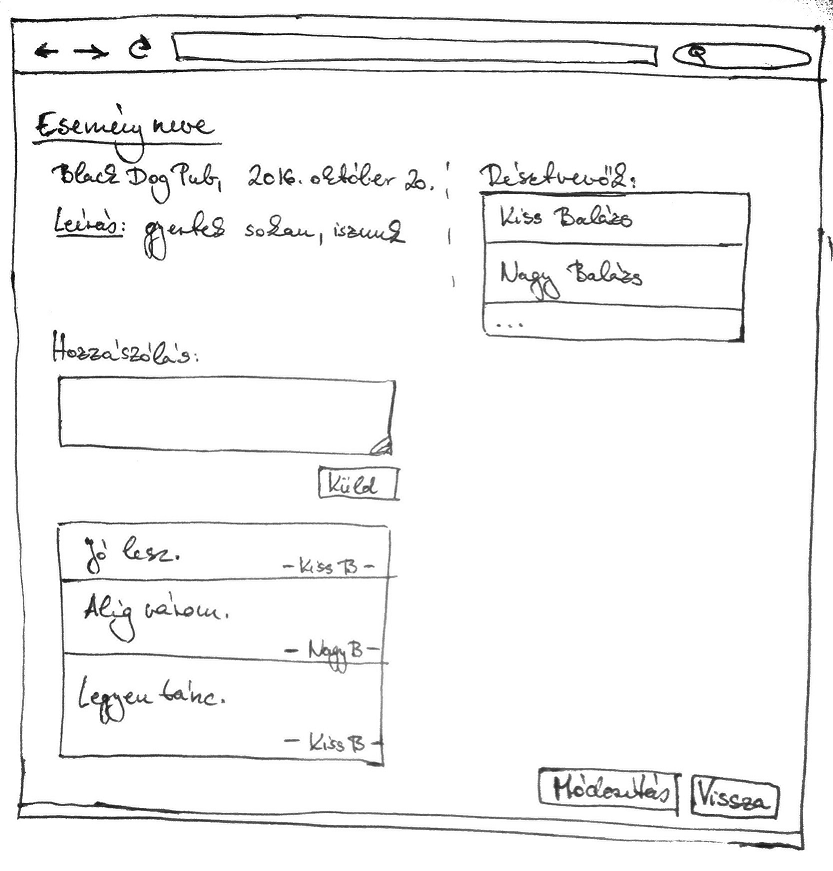 Esemény neve
Black Dog Pub, 2016. október 20.
Leírás: gyertek sokan, iszunk
Résztvevők:
Kiss Balázs
Nagy Balázs
...
Hozzászólás:
Küld
Jó lesz.
- Kiss B -
Alig várom.
- Nagy B -
Legyen tánc.
- Kiss B -
Módosítás
Vissza